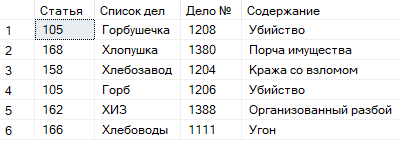 Статья Список дел Дело № Содержание
1 105 Горбушечка 1208 Убийство
2 168 Хлопушка 1380 Порча имущества
3 158 Хлебозавод 1204 Кража со взломом
4 105 Горб 1206 Убийство
5 162 ХИЗ 1388 Организованный разбой
6 166 Хлебоводы 1111 Угон